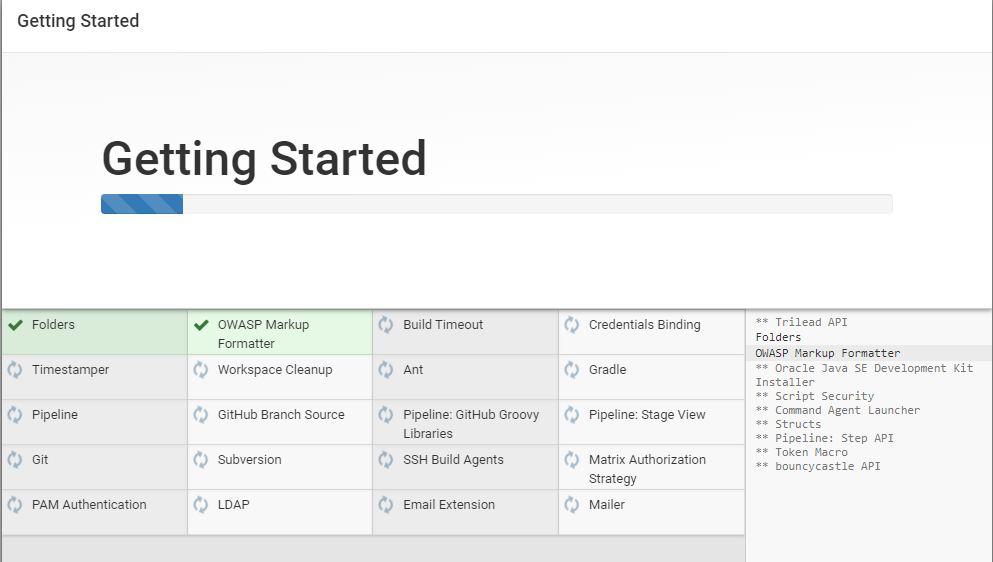 Getting Started
Getting Started
Folders
OWASP Markup
Formatter
Build Timeout
Credentials Binding
Timestamper
Workspace Cleanup
Ant
Gradle
Pipeline
GitHub Branch Source
Pipeline: GitHub Groovy
Libraries
Pipeline: Stage View
Git
Subversion
SSH Build Agents
Matrix Authorization
Strategy
PAM Authentication
LDAP
Email Extension
Mailer
** Trilead API
Folders
OWASP Markup Formatter
** Oracle Java SE Development Kit
Installer
** Script Security
** Command Agent Launcher
** Structs
** Pipeline: Step API
** Token Macro
** bouncycastle API